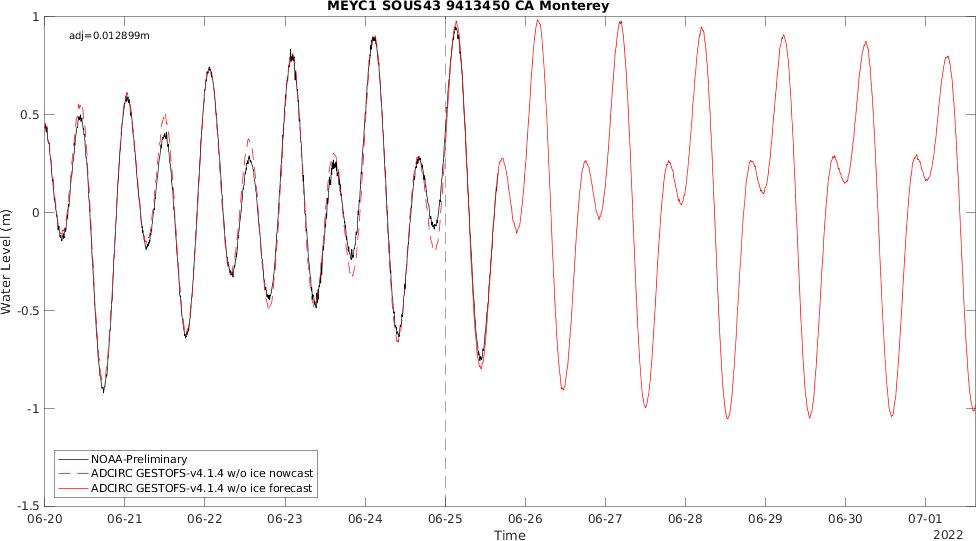 MEYC1 SOUS43 9413450 CA Monterey
adj=0.012899m
1
0.5
0
-0.5
-1
-1.5
Water Level (m)
NOAA-Preliminary
ADCIRC GESTOFS-v4.1.4 w/o ice nowcast
ADCIRC GESTOFS-v4.1.4 w/o ice forecast
06-20 06-21 06-22 06-23 06-24 06-25 06-26 06-27 06-28 06-29 06-30 07-01
2022
Time